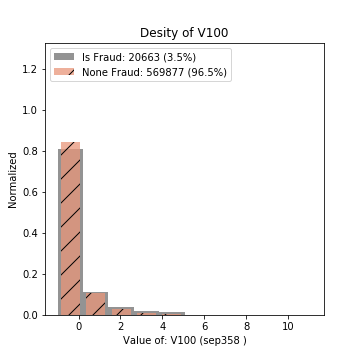 Desity of V100
Is Fraud: 20663 (3.5%)
None Fraud: 569877 (96.5%)
Normalized
1.2
1.0
0.8
0.6
0.4
0.2
0.0
0 2 4 6 8 10
Value of: V100 (sep358 )